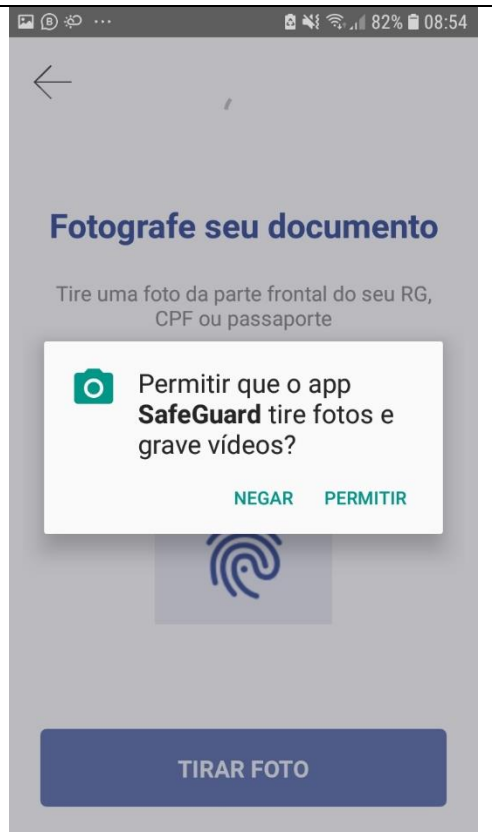 82% 08:54
Fotografe seu documento
Tire uma foto da parte frontal do seu RG,
CPF ou passaporte
Permitir que o app
SafeGuard tire fotos e
grave vídeos?
NEGAR PERMITIR
TIRAR FOTO